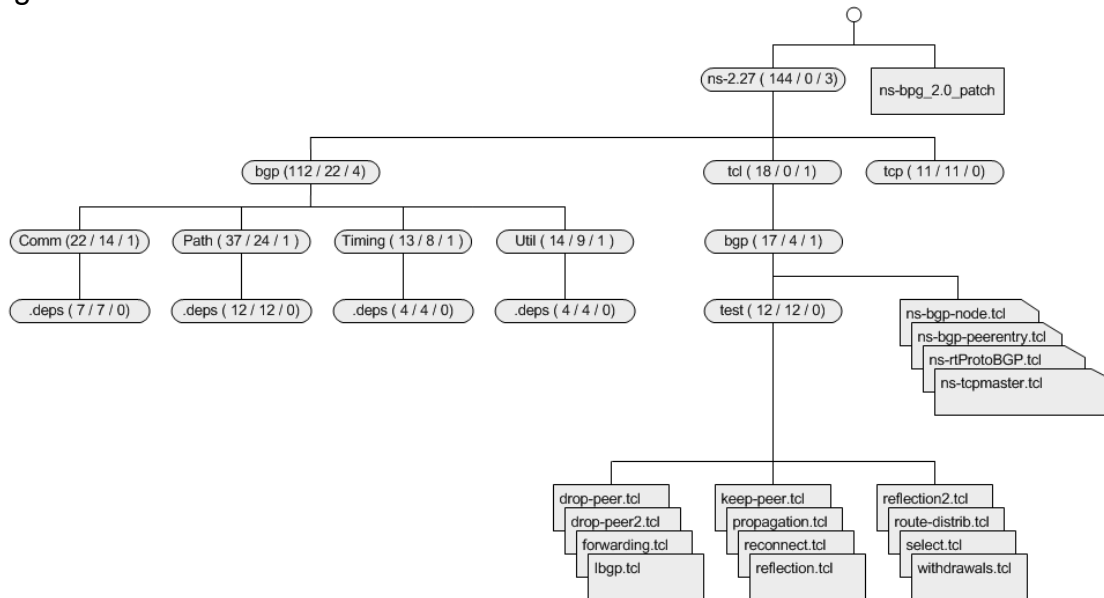 ns-2.27 ( 144 / 0 / 3)
ns-bpg_2.0_patch
bgp (112 / 22 / 4)
tcl ( 18 / 0 / 1)
tcp ( 11 / 11 / 0)
Comm (22 / 14 / 1)
Path ( 37 / 24 / 1 )
Timing ( 13 / 8 / 1 )
Util ( 14 / 9 / 1 )
bgp ( 17 / 4 / 1)
.deps ( 7 / 7 / 0)
.deps ( 12 / 12 / 0)
.deps ( 4 / 4 / 0)
.deps ( 4 / 4 / 0)
test ( 12 / 12 / 0)
ns-bgp-node.tcl
ns-bgp-peerentry.tcl
ns-rtProtoBGP.tcl
ns-tcpmaster.tcl
drop-peer.tcl
drop-peer2.tcl
forwarding.tcl
lbgp.tcl
keep-peer.tcl
propagation.tcl
reconnect.tcl
reflection.tcl
reflection2.tcl
route-distrib.tcl
select.tcl
withdrawals.tcl